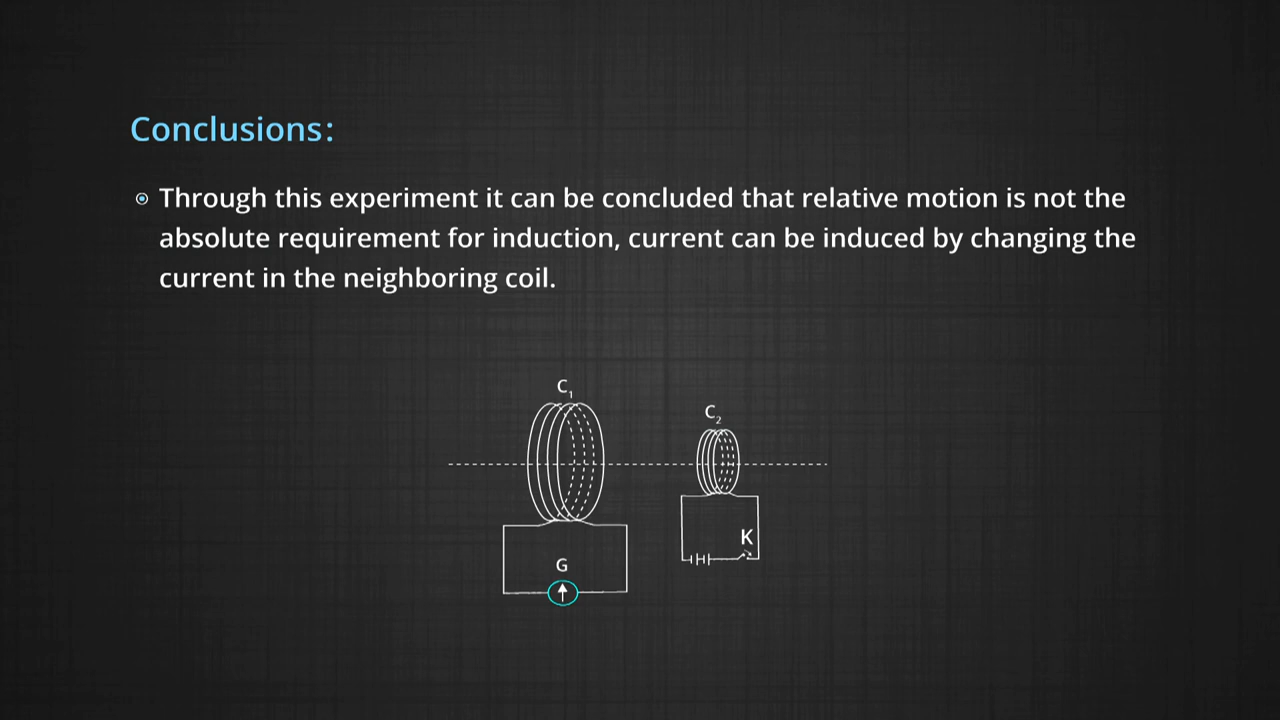 Conclusions:
Through this experiment it can be concluded that relative motion is not the
absolute requirement for induction, current can be induced by changing the
current in the neighboring coil.
C₁
C₂
K
G